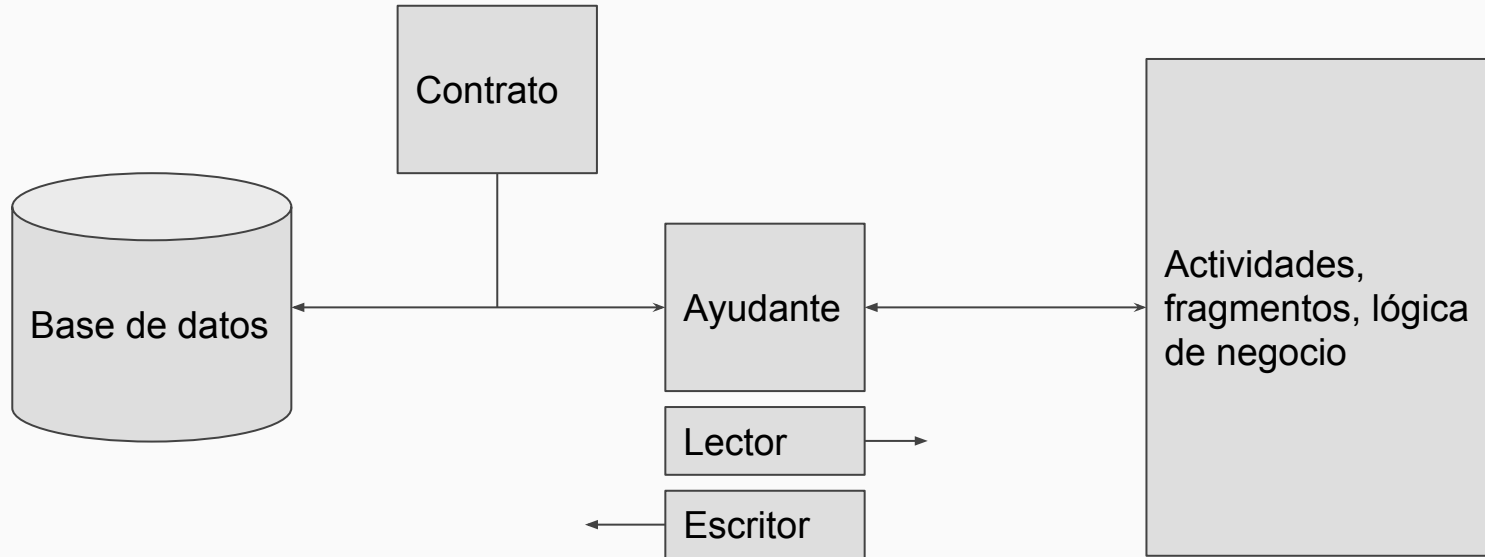 Contrato
Base de datos
Ayudante
Actividades,
fragmentos, lógica
de negocio
Lector
Escritor